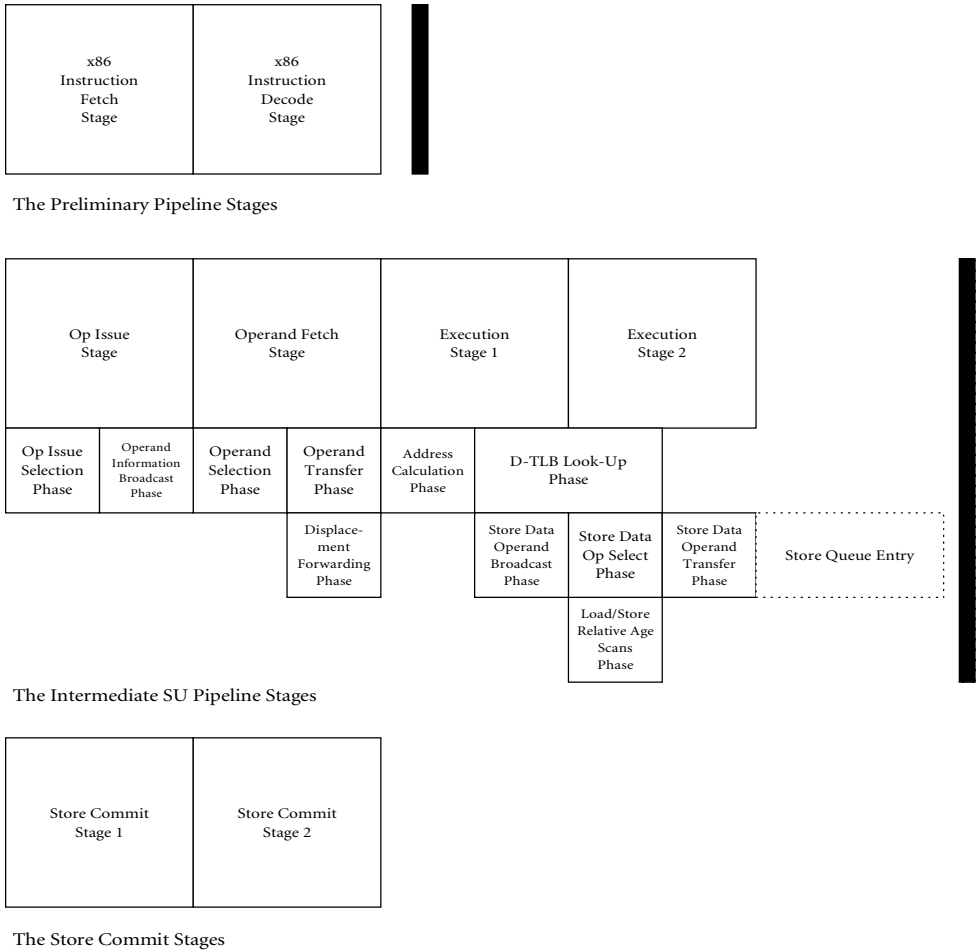 x86
Instruction
Fetch
Stage
x86
Instruction
Decode
Stage
The Preliminary Pipeline Stages
Op Issue
Stage
Operand Fetch
Stage
Execution
Stage 1
Execution
Stage 2
Op Issue
Selection
Phase
Operand
Information
Broadcast
Phase
Operand
Selection
Phase
Operand
Transfer
Phase
Address
Calculation
Phase
D-TLB Look-Up
Phase
Displace-
ment
Forwarding
Phase
Store Data
Operand
Broadcast
Phase
Store Data
Op Select
Phase
Store Data
Operand
Transfer
Phase
Store Queue Entry
Load/Store
Relative Age
Scans
Phase
The Intermediate SU Pipeline Stages
Store Commit
Stage 1
Store Commit
Stage 2
The Store Commit Stages